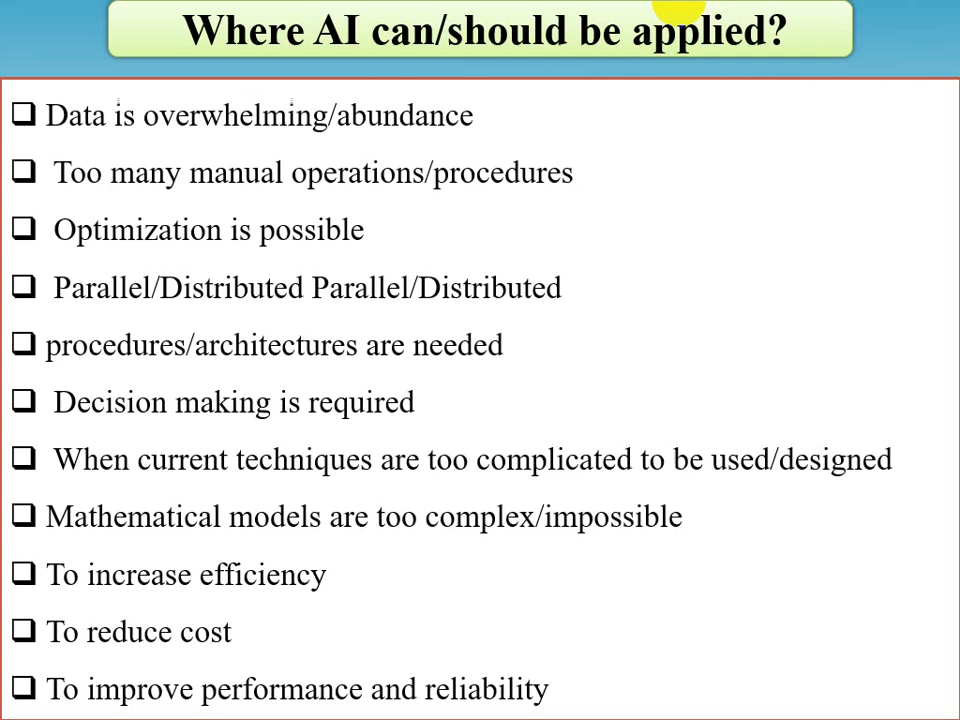 Where AI can/should be applied?
Data is overwhelming/abundance
Too many manual operations/procedures
Optimization is possible
Parallel/Distributed Parallel/Distributed
procedures/architectures are needed
Decision making is required
When current techniques are too complicated to be used/designed
Mathematical models are too complex/impossible
To increase efficiency
To reduce cost
To improve performance and reliability